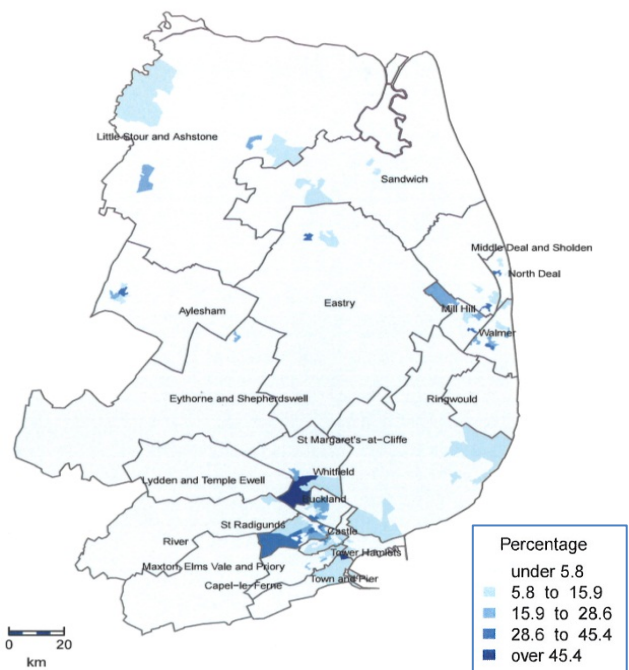 Little Stour and Ashstone
Sandwich
Middle Deal and Sholden
North Deal
Eastry
Mill Hill
Aylesham
Walmer
Eythorne and Shepherdswell
Ringwould
St Margaret's-at-Cliffe
Whitfield
Lydden and Temple Ewell
Buckland
St Radigunds
Castle
River
Tower Hamlets
Maxton, Elms Vale and Priory
Town and Pier
Capel-le-Ferne
Percentage
under 5.8
5.8 to 15.9
15.9 to 28.6
28.6 to 45.4
over 45.4
0 20
km